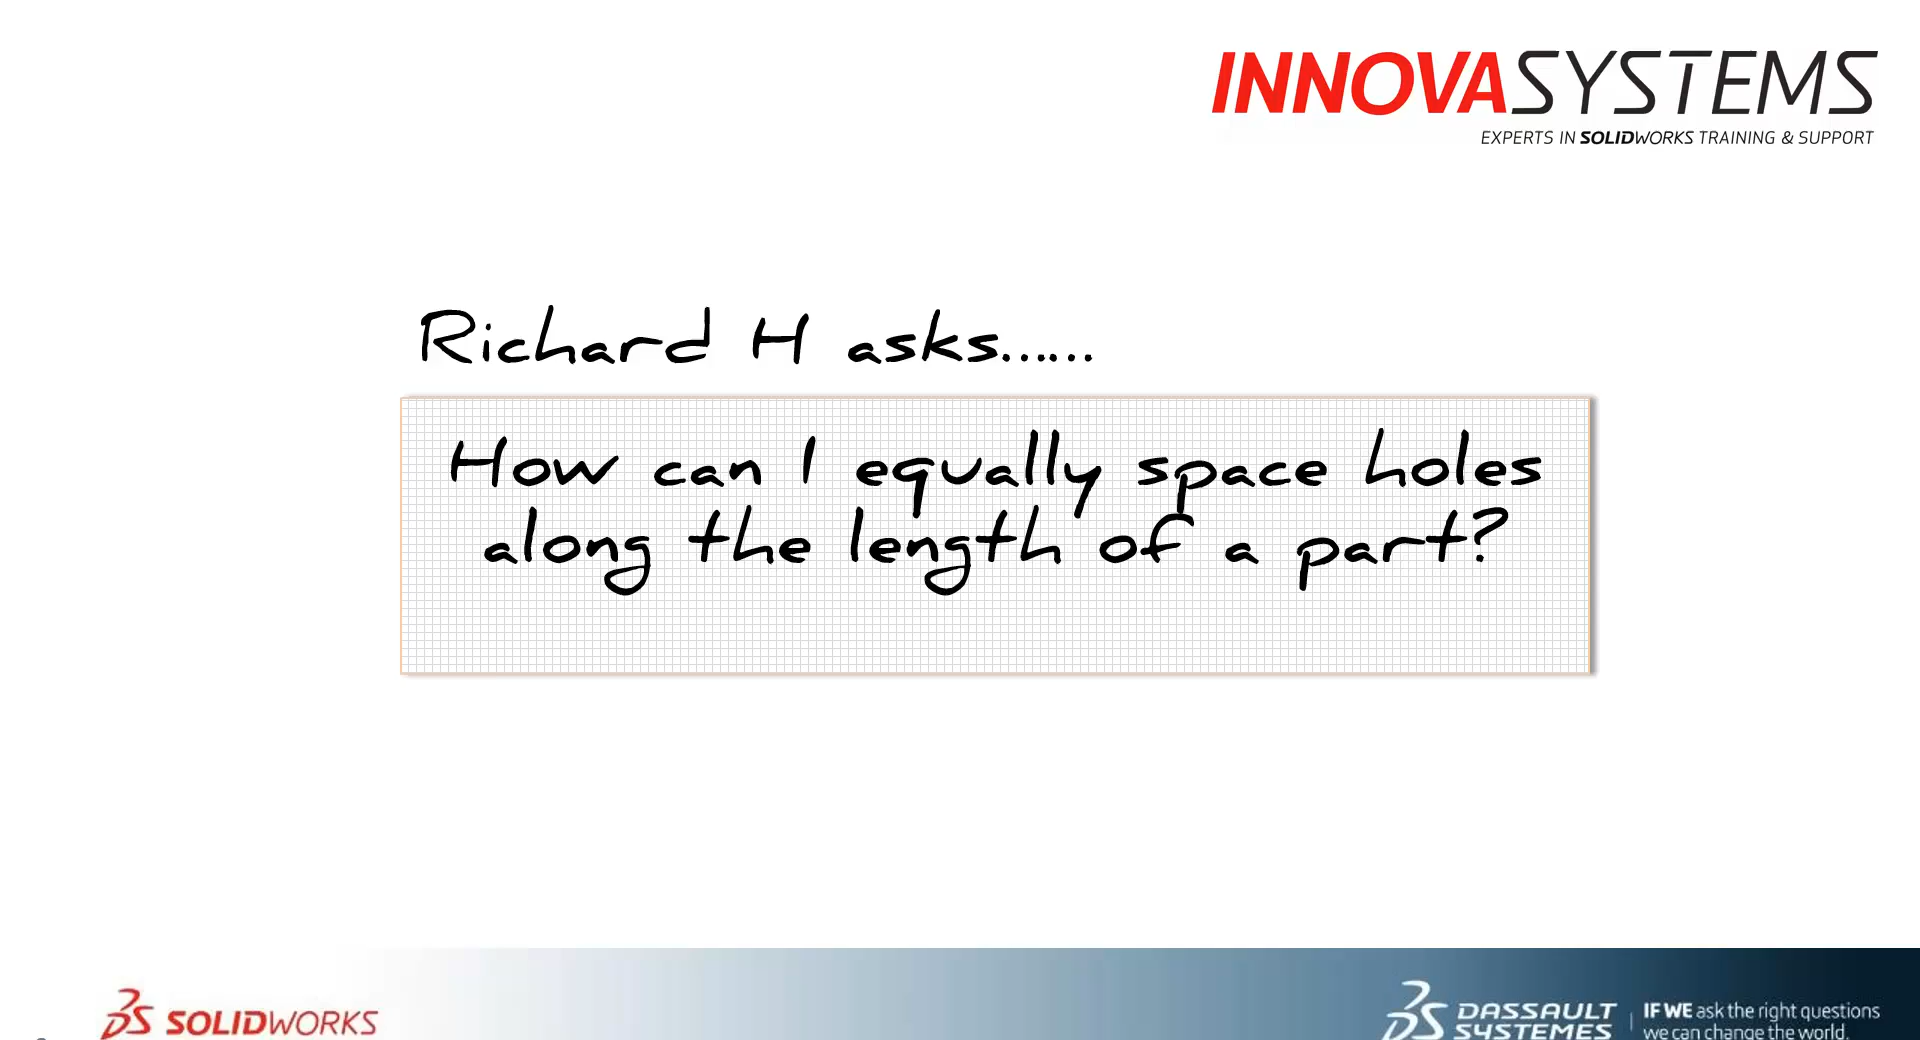 INNOVASYSTEMS
EXPERTS IN SOLIDWORKS TRAINING & SUPPORT
Richard H asks......
How can I equally space holes
along the length of a part?
SOLIDWORKS
DASSAULT
SYSTEMES
IF WE ask the right questions
we can change the world.